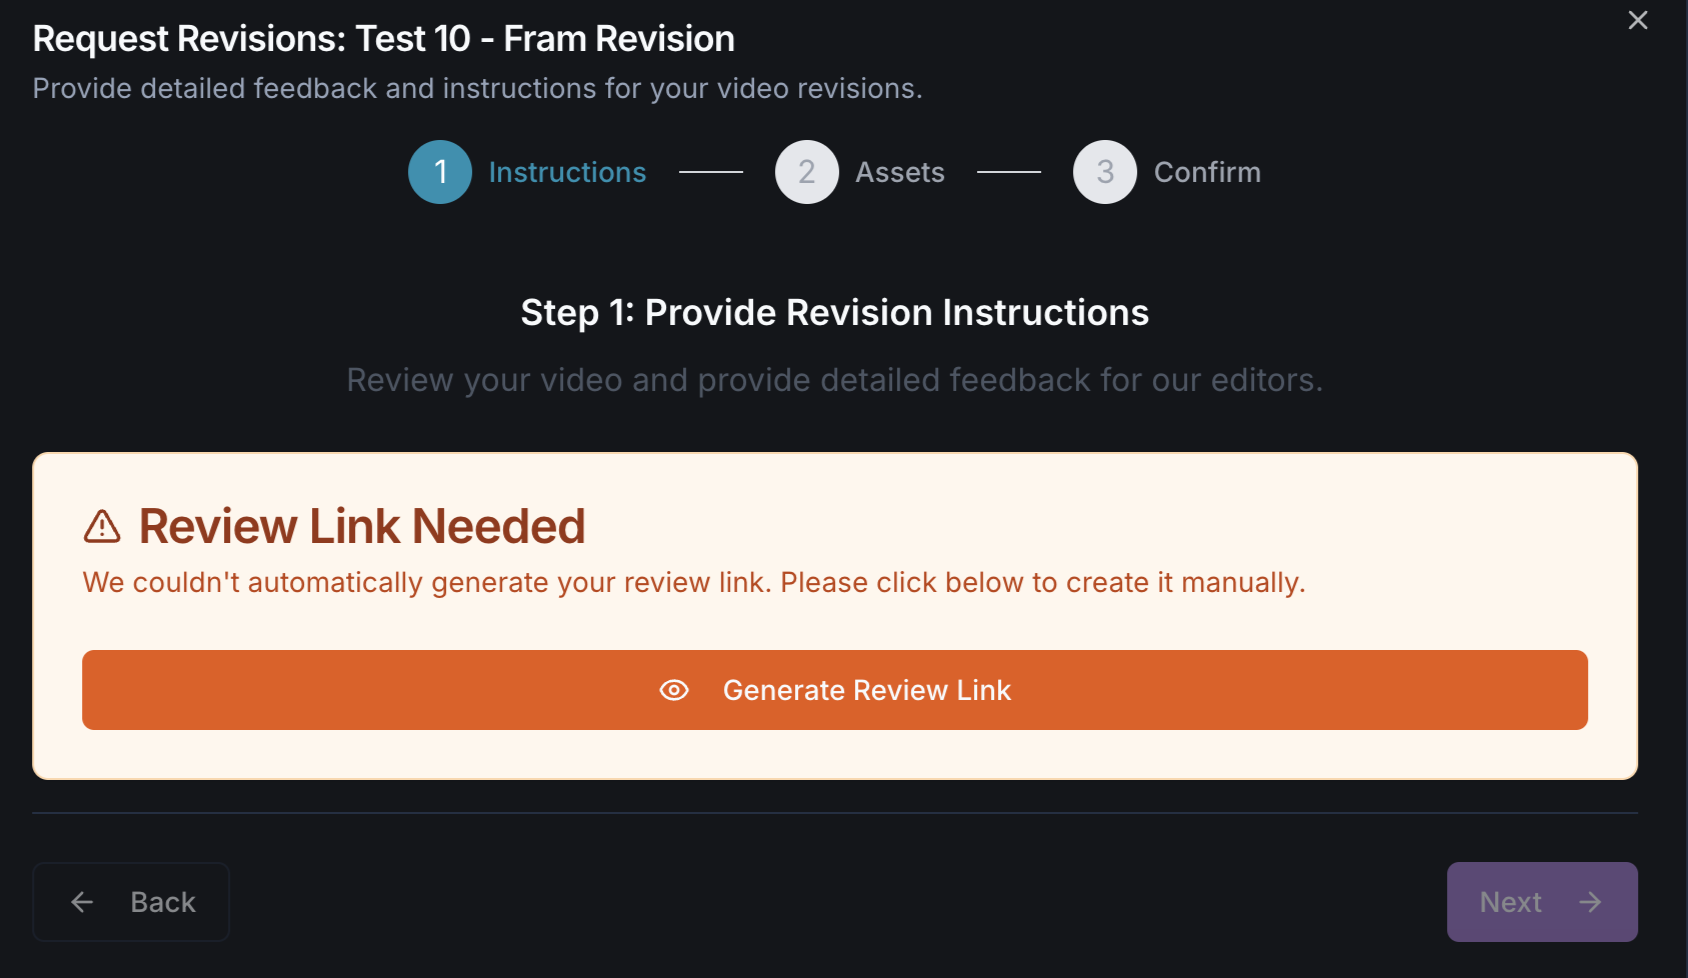 Request Revisions: Test 10 - Fram Revision
Provide detailed feedback and instructions for your video revisions.
1 Instructions 2 Assets 3 Confirm
Step 1: Provide Revision Instructions
Review your video and provide detailed feedback for our editors.
Review Link Needed
We couldn't automatically generate your review link. Please click below to create it manually.
Generate Review Link
Back Next